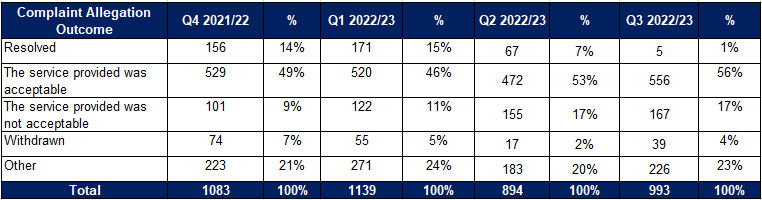 Complaint Allegation Outcome Q4 2021/22 % Q1 2022/23 % Q2 2022/23 % Q3 2022/23 %
Resolved 156 14% 171 15% 67 7% 5 1%
The service provided was acceptable 529 49% 520 46% 472 53% 556 56%
The service provided was not acceptable 101 9% 122 11% 155 17% 167 17%
Withdrawn 74 7% 55 5% 17 2% 39 4%
Other 223 21% 271 24% 183 20% 226 23%
Total 1083 100% 1139 100% 894 100% 993 100%